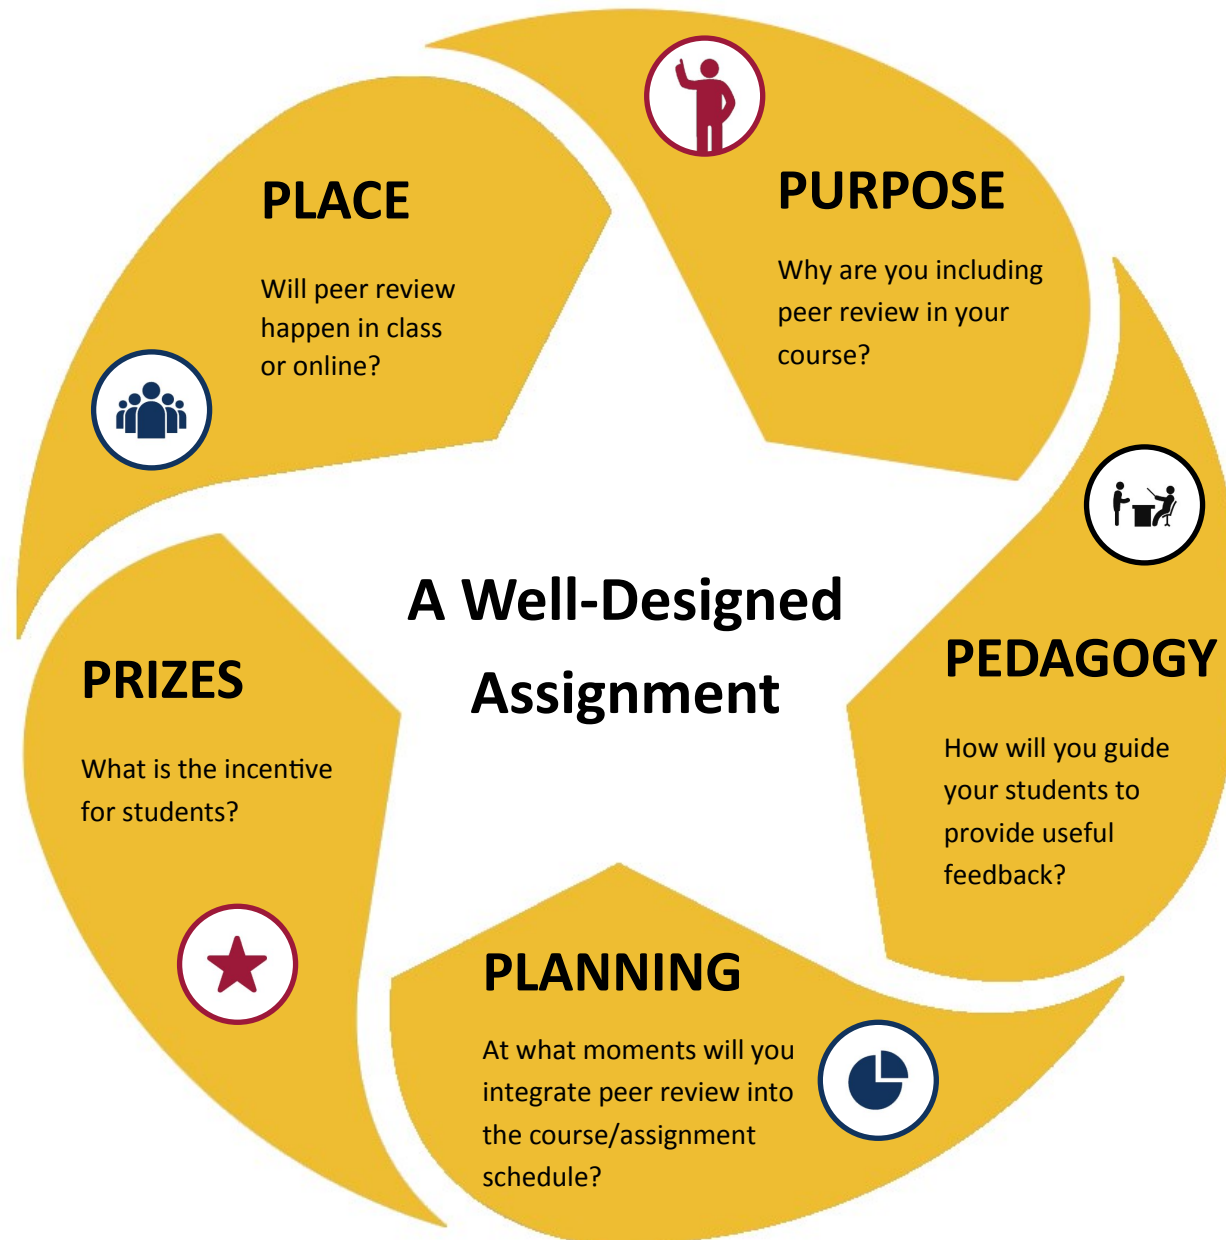 PURPOSE
Why are you including
peer review in your
course?
PEDAGOGY
How will you guide
your students to
provide useful
feedback?
PLANNING
At what moments will you
integrate peer review into
the course/assignment
schedule?
PRIZES
What is the incentive
for students?
PLACE
Will peer review
happen in class
or online?
A Well-Designed
Assignment